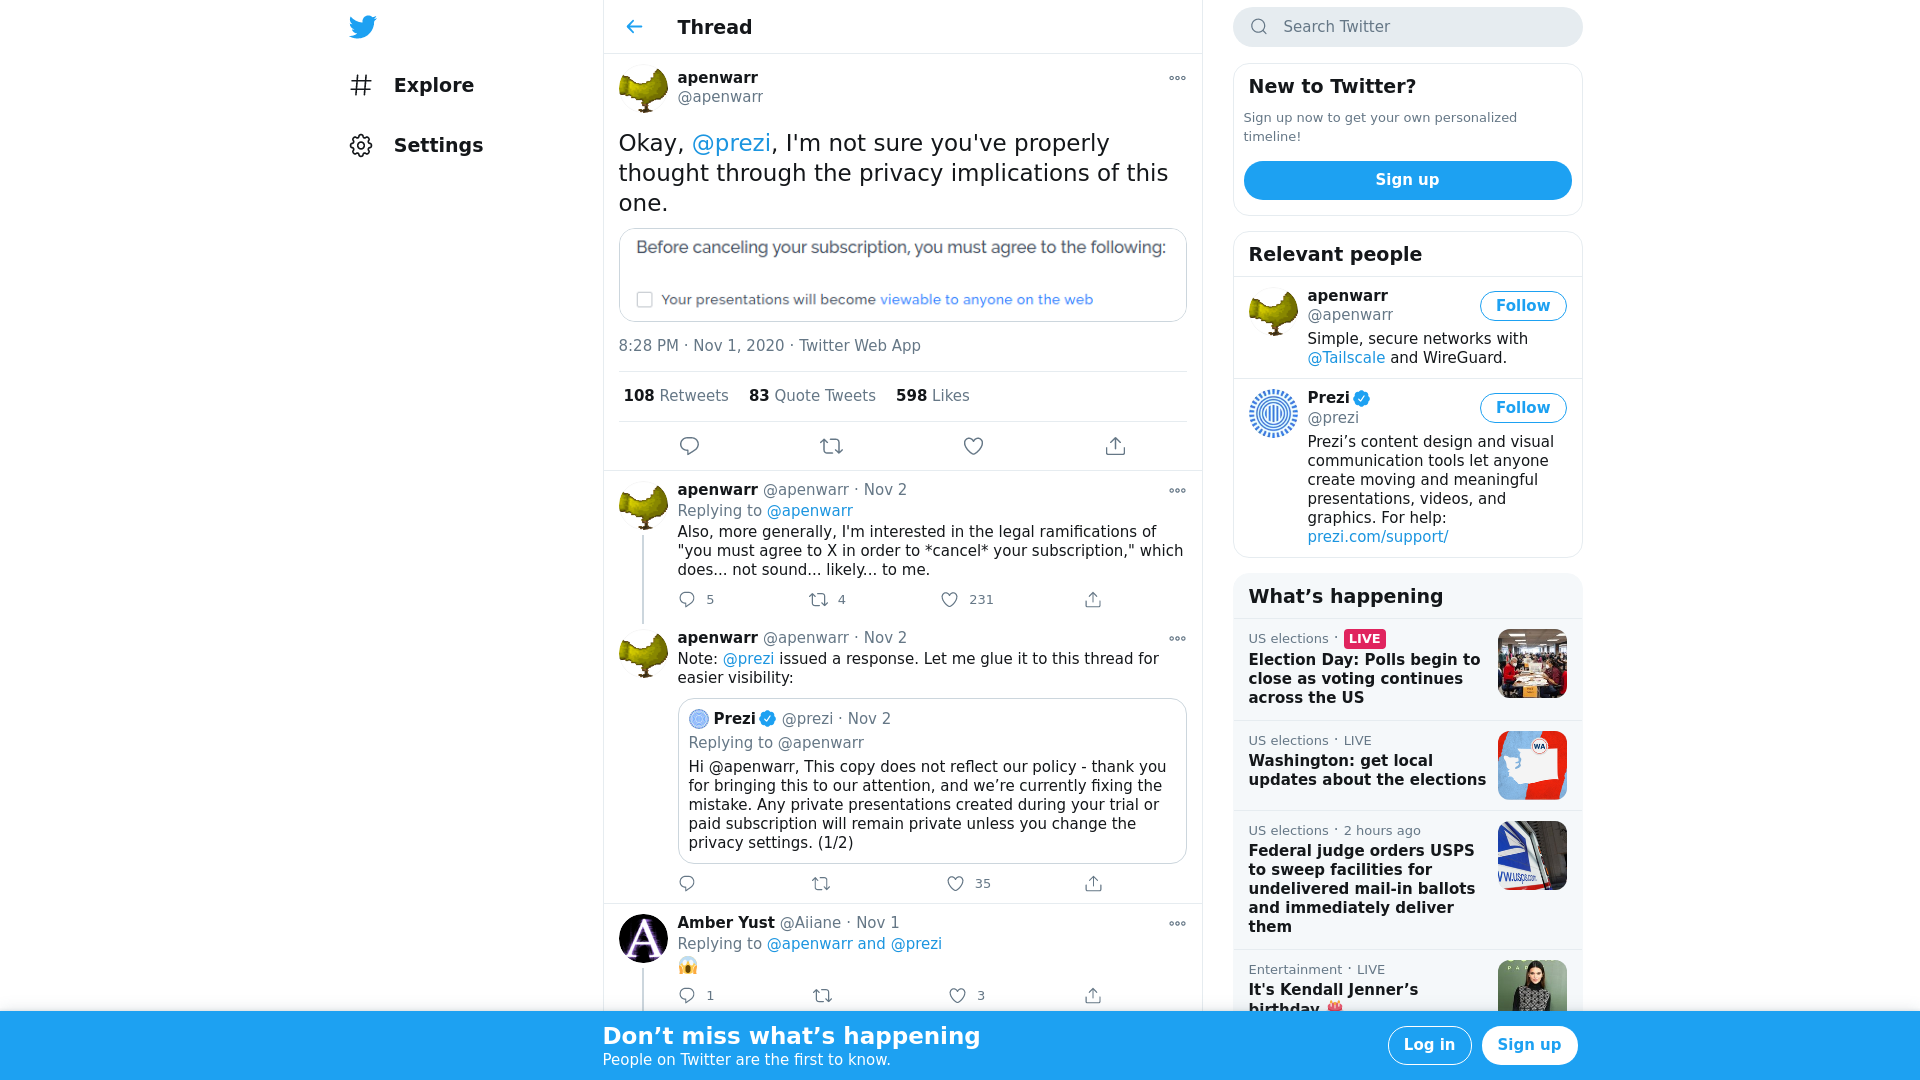 Explore
Settings
Thread
apenwarr
@apenwarr
Okay, @prezi, I'm not sure you've properly
thought through the privacy implications of this
one.
Before canceling your subscription, you must agree to the following:
Your presentations will become viewable to anyone on the web
8:28 PM · Nov 1, 2020 · Twitter Web App
108 Retweets 83 Quote Tweets 598 Likes
apenwarr @apenwarr · Nov 2
Replying to @apenwarr
Also, more generally, I'm interested in the legal ramifications of
"you must agree to X in order to *cancel* your subscription," which
does... not sound... likely... to me.
5 4 231
apenwarr @apenwarr · Nov 2
Note: @prezi issued a response. Let me glue it to this thread for
easier visibility:
Prezi @prezi · Nov 2
Replying to @apenwarr
Hi @apenwarr, This copy does not reflect our policy - thank you
for bringing this to our attention, and we’re currently fixing the
mistake. Any private presentations created during your trial or
paid subscription will remain private unless you change the
privacy settings. (1/2)
35
Amber Yust @Aiiane · Nov 1
Replying to @apenwarr and @prezi
😱
1 3
Search Twitter
New to Twitter?
Sign up now to get your own personalized
timeline!
Sign up
Relevant people
apenwarr
@apenwarr
Follow
Simple, secure networks with
@Tailscale and WireGuard.
Prezi
@prezi
Follow
Prezi’s content design and visual
communication tools let anyone
create moving and meaningful
presentations, videos, and
graphics. For help:
prezi.com/support/
What’s happening
US elections · LIVE
Election Day: Polls begin to
close as voting continues
across the US
US elections · LIVE
Washington: get local
updates about the elections
WA
US elections · 2 hours ago
Federal judge orders USPS
to sweep facilities for
undelivered mail-in ballots
and immediately deliver
them
Entertainment · LIVE
It's Kendall Jenner’s
birthday 🎂
Don’t miss what’s happening
People on Twitter are the first to know.
Log in
Sign up